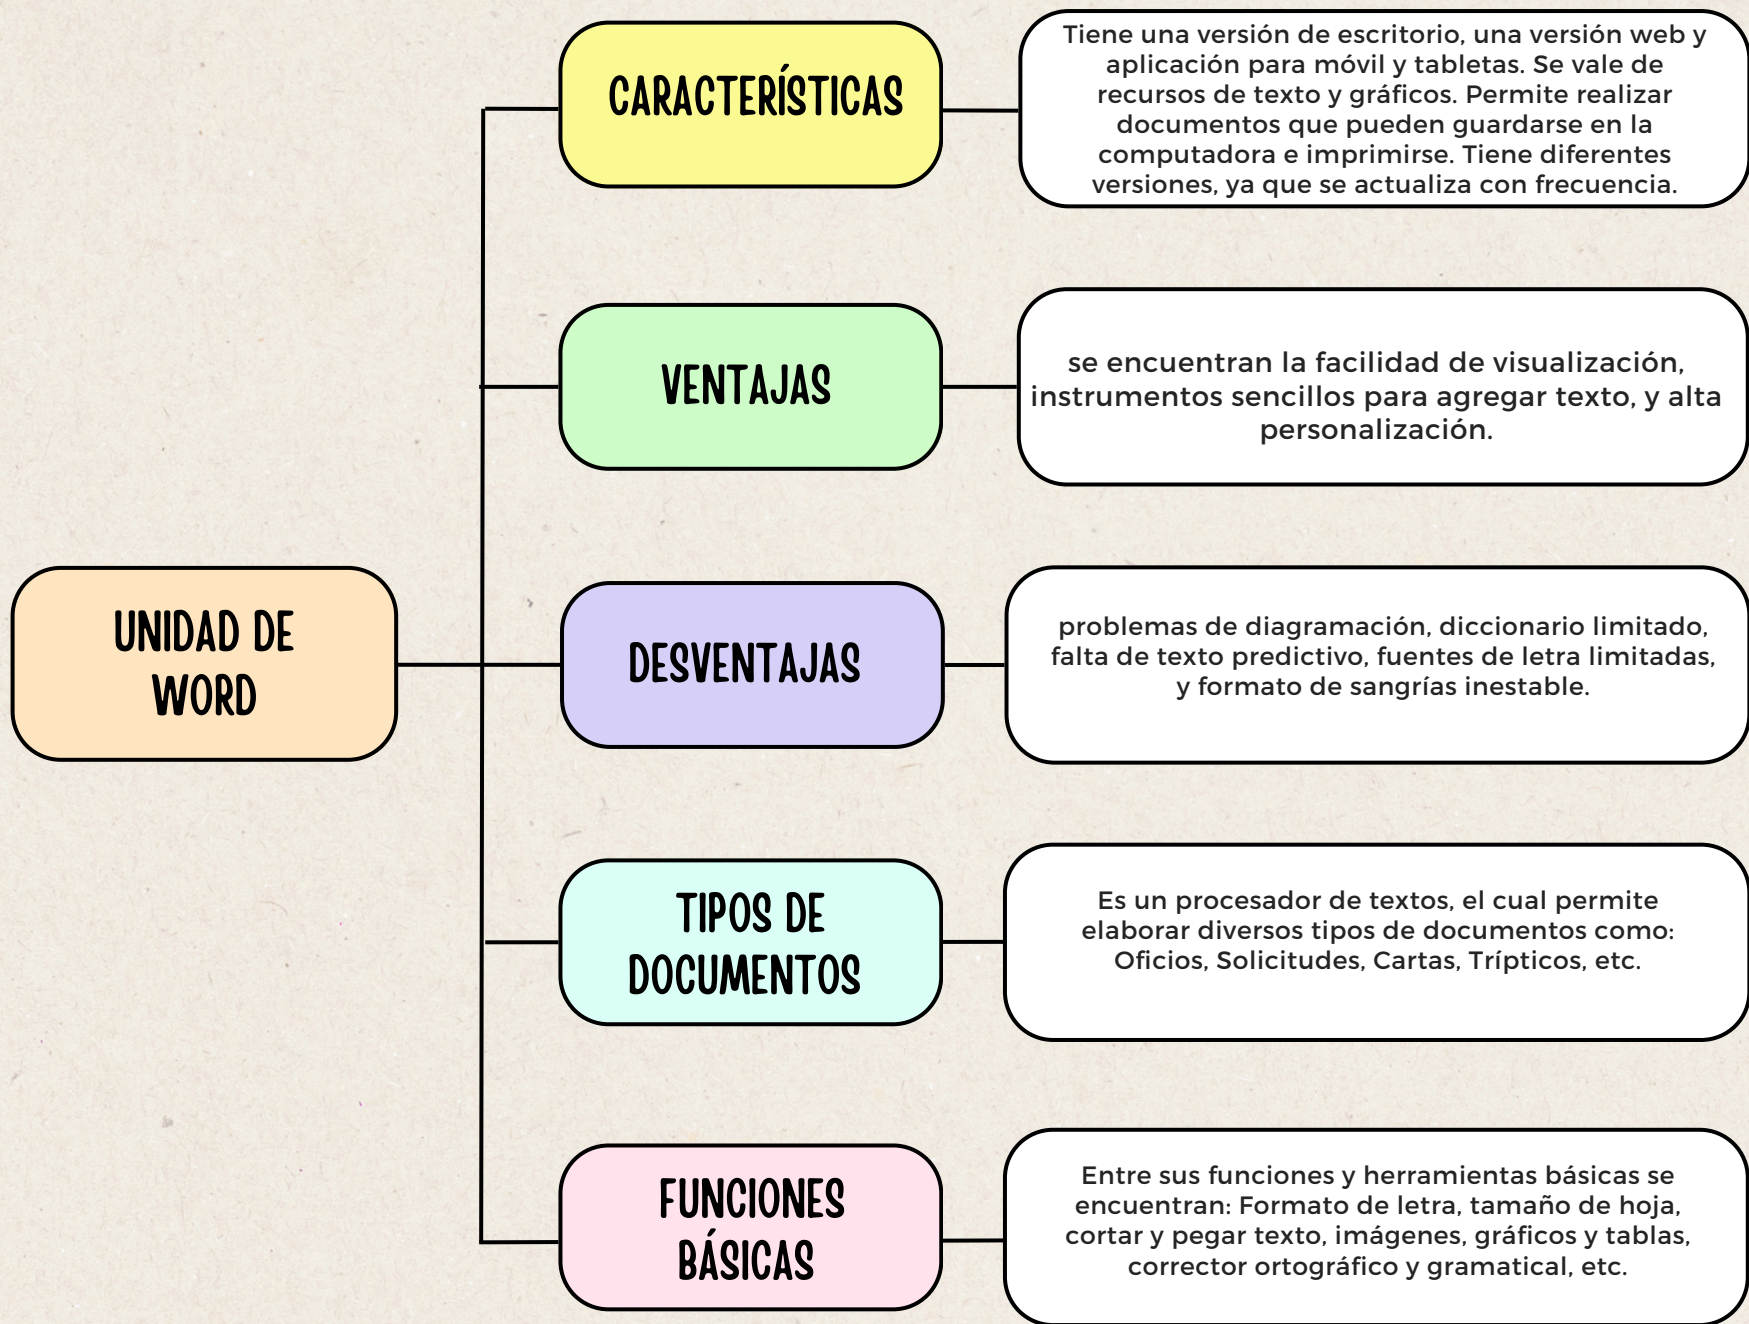 UNIDAD DE
WORD
CARACTERÍSTICAS
Tiene una versión de escritorio, una versión web y
aplicación para móvil y tabletas. Se vale de
recursos de texto y gráficos. Permite realizar
documentos que pueden guardarse en la
computadora e imprimirse. Tiene diferentes
versiones, ya que se actualiza con frecuencia.
VENTAJAS
se encuentran la facilidad de visualización,
instrumentos sencillos para agregar texto, y alta
personalización.
DESVENTAJAS
problemas de diagramación, diccionario limitado,
falta de texto predictivo, fuentes de letra limitadas,
y formato de sangrías inestable.
TIPOS DE
DOCUMENTOS
Es un procesador de textos, el cual permite
elaborar diversos tipos de documentos como:
Oficios, Solicitudes, Cartas, Trípticos, etc.
FUNCIONES
BÁSICAS
Entre sus funciones y herramientas básicas se
encuentran: Formato de letra, tamaño de hoja,
cortar y pegar texto, imágenes, gráficos y tablas,
corrector ortográfico y gramatical, etc.